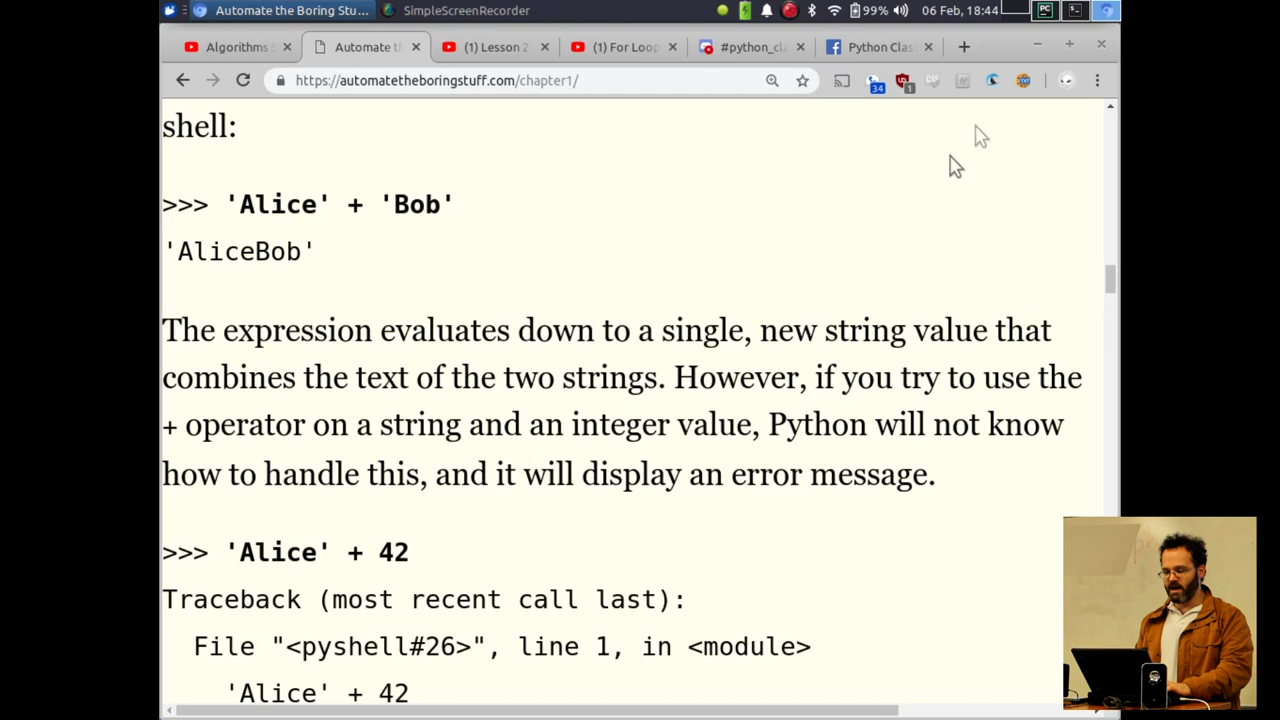 Automate the Boring Stu...
SimpleScreenRecorder
99%
06 Feb, 18:44
Algorithms
Automate th
(1) Lesson 2
(1) For Loop
#python_cla
Python Clas
https://automatetheboringstuff.com/chapter1/
34
1
shell:
>>> 'Alice' + 'Bob'
'AliceBob'
The expression evaluates down to a single, new string value that
combines the text of the two strings. However, if you try to use the
+ operator on a string and an integer value, Python will not know
how to handle this, and it will display an error message.
>>> 'Alice' + 42
Traceback (most recent call last):
File "<pyshell#26>", line 1, in <module>
'Alice' + 42